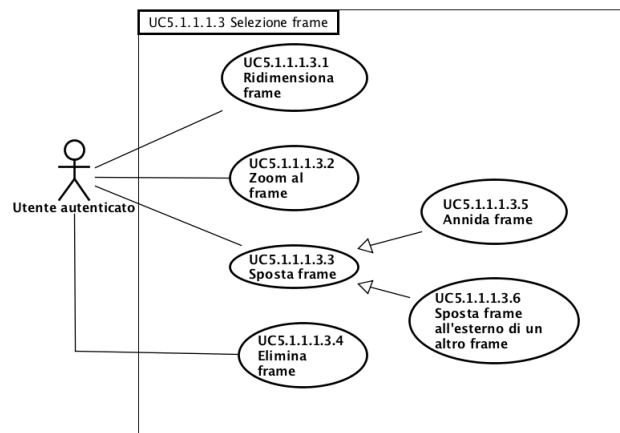 UC5.1.1.1.3 Selezione frame
UC5.1.1.1.3.1
Ridimensiona
frame
UC5.1.1.1.3.2
Zoom al
frame
Utente autenticato
UC5.1.1.1.3.5
Annida frame
UC5.1.1.1.3.3
Sposta frame
UC5.1.1.1.3.6
Sposta frame
all'esterno di un
altro frame
UC5.1.1.1.3.4
Elimina
frame